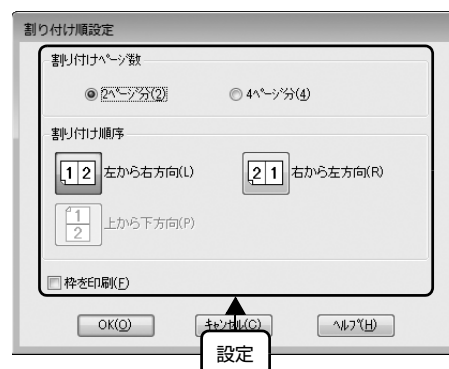 割り付け順設定
割り付けページ数
2ページ分(2) 4ページ分(4)
割り付け順序
1 2 左から右方向(L) 2 1 右から左方向(R)
1
2
上から下方向(P)
枠を印刷(F)
OK(O) キャンセル(C) ヘルプ(H)
設定